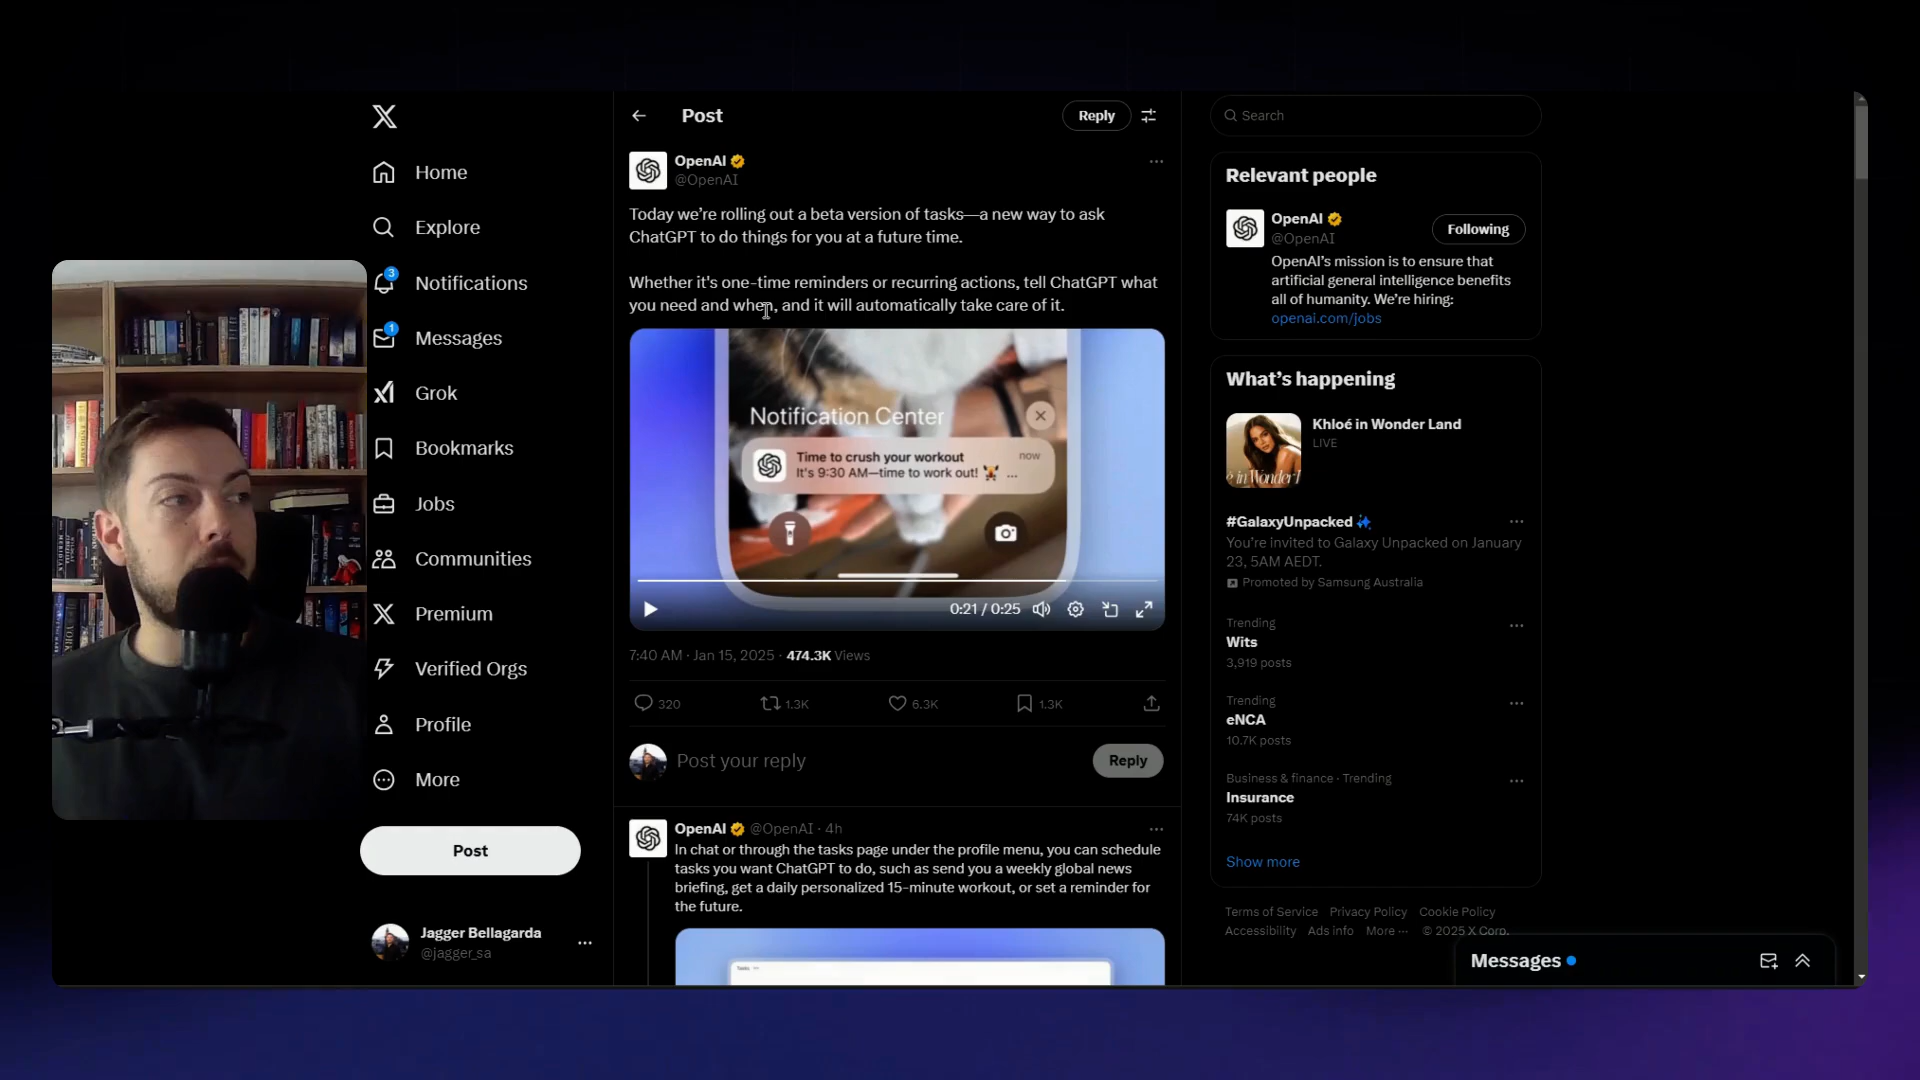 Home
Explore
3
Notifications
1
Messages
Grok
Bookmarks
Jobs
Communities
Premium
Verified Orgs
Profile
More
Post
Jagger Bellagarda
@jagger_sa
Post
Reply
OpenAI
@OpenAI
Today we’re rolling out a beta version of tasks—a new way to ask
ChatGPT to do things for you at a future time.
Whether it's one-time reminders or recurring actions, tell ChatGPT what
you need and when, and it will automatically take care of it.
Notification Center
Time to crush your workout
now
It's 9:30 AM—time to work out! 🏋️ ...
0:21 / 0:25
7:40 AM · Jan 15, 2025 · 474.3K Views
320
1.3K
6.3K
1.3K
Post your reply
Reply
OpenAI @OpenAI · 4h
In chat or through the tasks page under the profile menu, you can schedule
tasks you want ChatGPT to do, such as send you a weekly global news
briefing, get a daily personalized 15-minute workout, or set a reminder for
the future.
Tasks
Search
Relevant people
OpenAI
@OpenAI
Following
OpenAI’s mission is to ensure that
artificial general intelligence benefits
all of humanity. We’re hiring:
openai.com/jobs
What’s happening
Khloé in Wonder Land
LIVE
#GalaxyUnpacked
You’re invited to Galaxy Unpacked on January
23, 5AM AEDT.
Promoted by Samsung Australia
Trending
Wits
3,919 posts
Trending
eNCA
10.7K posts
Business & finance · Trending
Insurance
74K posts
Show more
Terms of Service Privacy Policy Cookie Policy
Accessibility Ads info More ··· © 2025 X Corp.
Messages